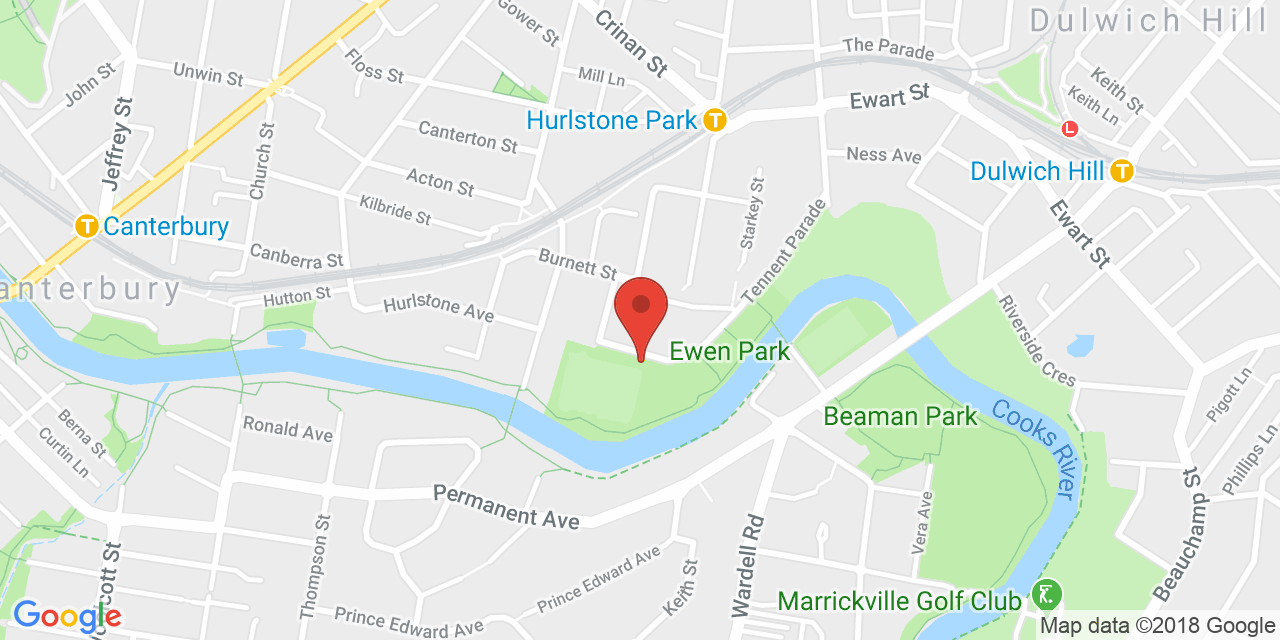 Dulwich Hill
Gower St
Crinan St
The Parade
John St
Unwin St
Floss St
Mill Ln
Keith St
Keith Ln
Ewart St
Jeffrey St
Hurlstone Park
T
L
Church St
Canterton St
Ness Ave
Dulwich Hill
T
Acton St
Kilbride St
Starkey St
Tennent Parade
Ewart St
T
Canterbury
Canberra St
Burnett St
anterbury
Hutton St
Hurlstone Ave
Riverside Cres
Ewen Park
Pigott Ln
Beaman Park
Cooks River
Berna St
Curtin Ln
Ronald Ave
Phillips Ln
Permanent Ave
Beauchamp St
Vera Ave
Wardell Rd
Thompson St
Prince Edward Ave
Keith St
Marrickville Golf Club
Prince Edward Ave
Google
Map data ©2018 Google